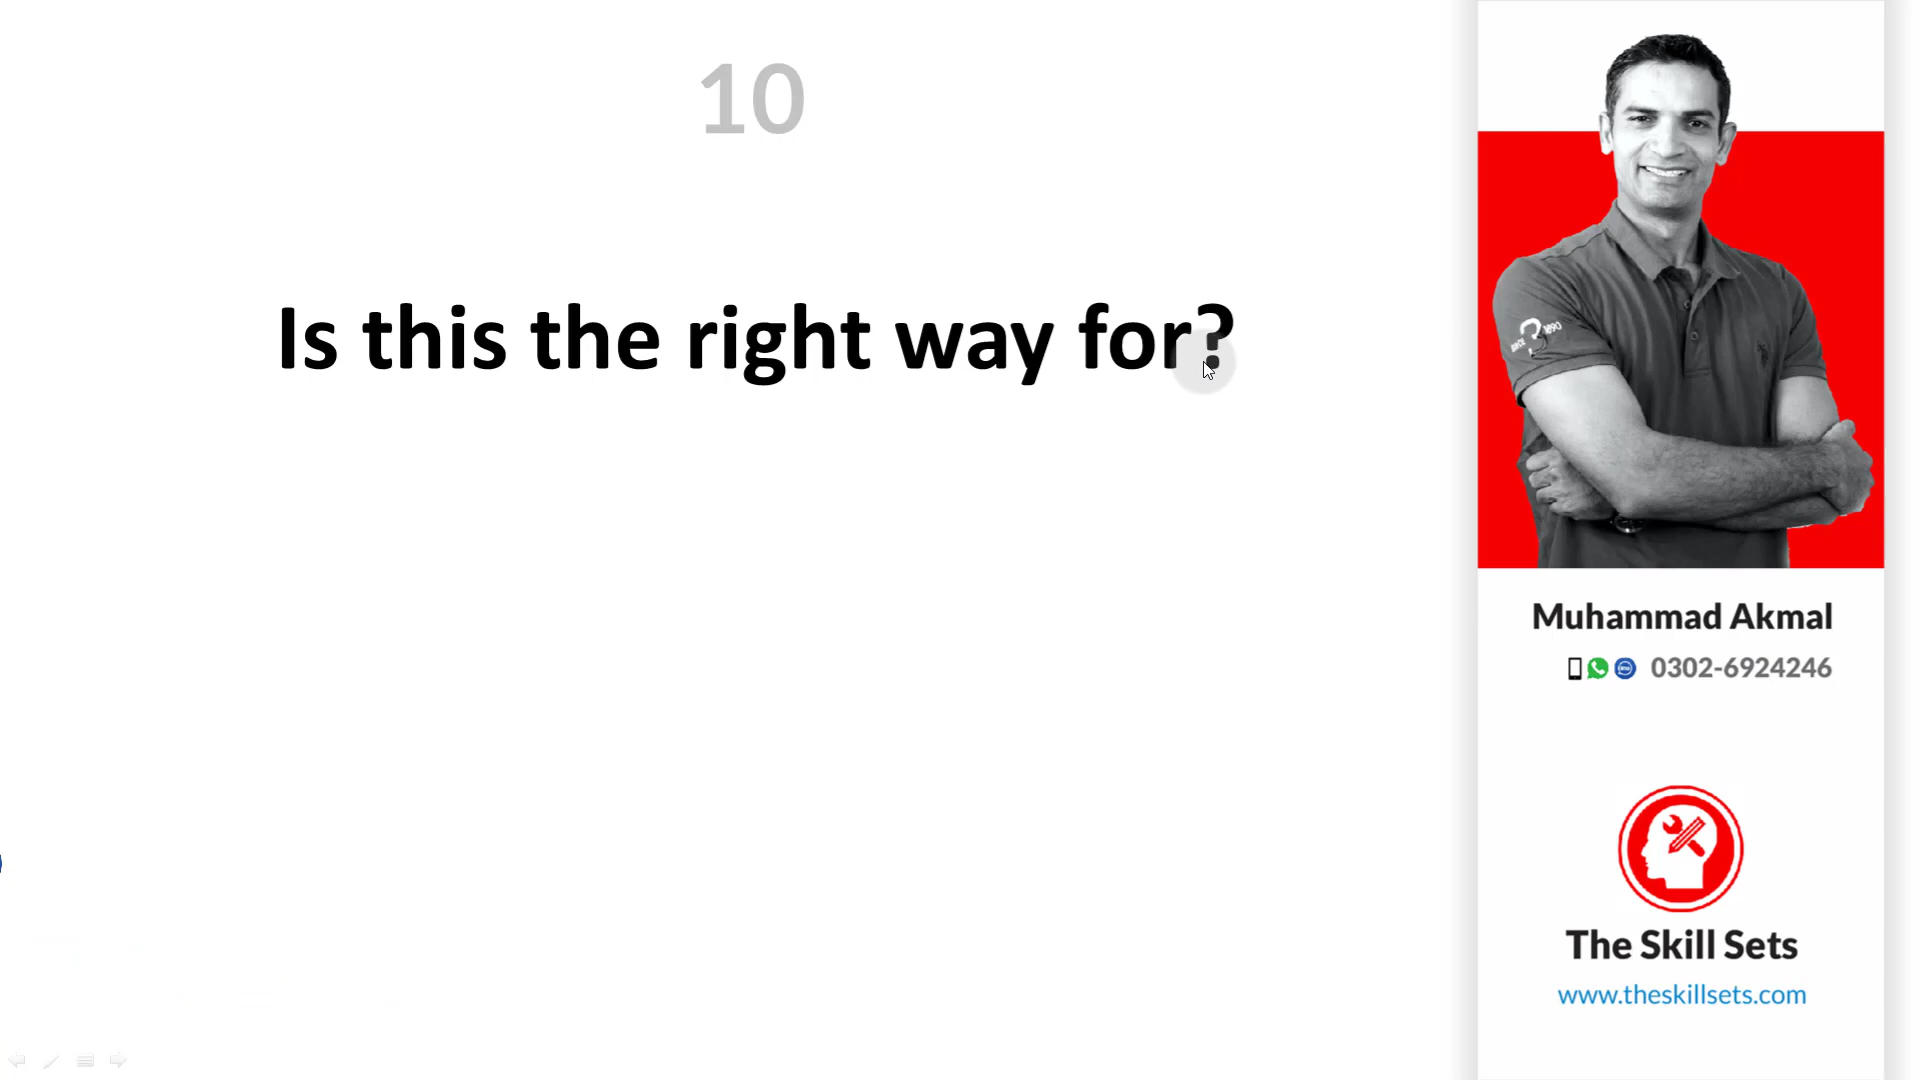 10
Is this the right way for?
Muhammad Akmal
0302-6924246
The Skill Sets
www.theskillsets.com